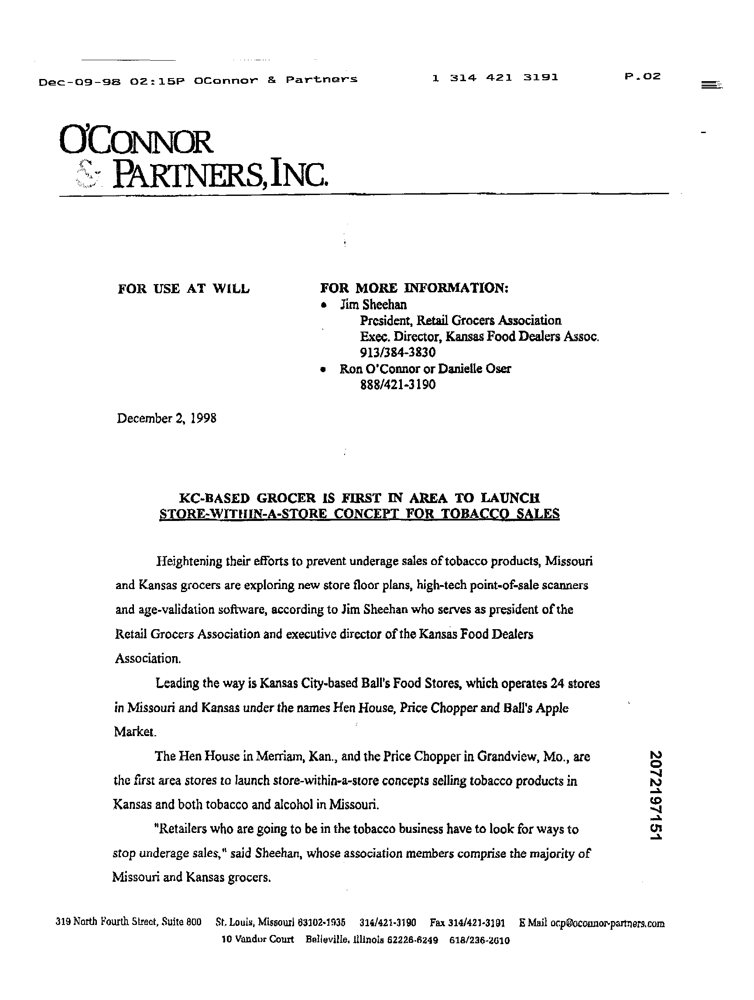 Dec-09-98 02:15P OConnor & Partners 1 314 421 3191 P.02
O'CONNOR
& PARTNERS, INC.
FOR USE AT WILL
FOR MORE INFORMATION:
• Jim Sheehan
President, Retail Grocers Association
Exec. Director, Kansas Food Dealers Assoc.
913/384-3830
• Ron O'Connor or Danielle Oser
888/421-3190
December 2, 1998
KC-BASED GROCER IS FIRST IN AREA TO LAUNCH
STORE-WITHIN-A-STORE CONCEPT FOR TOBACCO SALES
Heightening their efforts to prevent underage sales of tobacco products, Missouri
and Kansas grocers are exploring new store floor plans, high-tech point-of-sale scanners
and age-validation software, according to Jim Sheehan who serves as president of the
Retail Grocers Association and executive director of the Kansas Food Dealers
Association.
Leading the way is Kansas City-based Ball's Food Stores, which operates 24 stores
in Missouri and Kansas under the names Hen House, Price Chopper and Ball's Apple
Market.
The Hen House in Merriam, Kan., and the Price Chopper in Grandview, Mo., are
the first area stores to launch store-within-a-store concepts selling tobacco products in
Kansas and both tobacco and alcohol in Missouri.
"Retailers who are going to be in the tobacco business have to look for ways to
stop underage sales," said Sheehan, whose association members comprise the majority of
Missouri and Kansas grocers.
2072197151
319 North Fourth Street, Suite 800 St. Louis, Missouri 63102-1935 314/421-3190 Fax 314/421-3191 E Mail ocp@oconnor-partners.com
10 Vandor Court Belleville, Illinois 62226-6249 618/236-2610